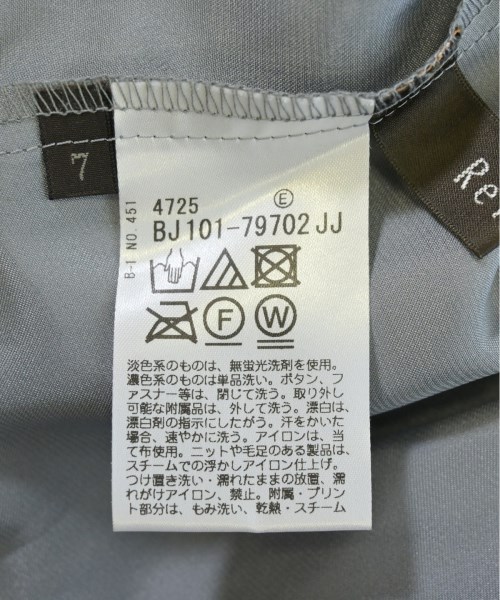 7
Re
B-1 NO. 451
4725 E
BJ101-79702 JJ
F W
淡色系のものは、無蛍光洗剤を使用。
濃色系のものは単品洗い。ボタン、フ
ァスナー等は、閉じて洗う。取り外し
可能な附属品は、外して洗う。漂白は、
漂白剤の指示にしたがう。汗をかいた
場合、速やかに洗う。アイロンは、当
て布使用。ニットや毛足のある製品は、
スチームでの浮かしアイロン仕上げ。
つけ置き洗い・濡れたままの放置、濡
れがけアイロン、禁止。附属・プリン
ト部分は、もみ洗い、乾熱・スチーム